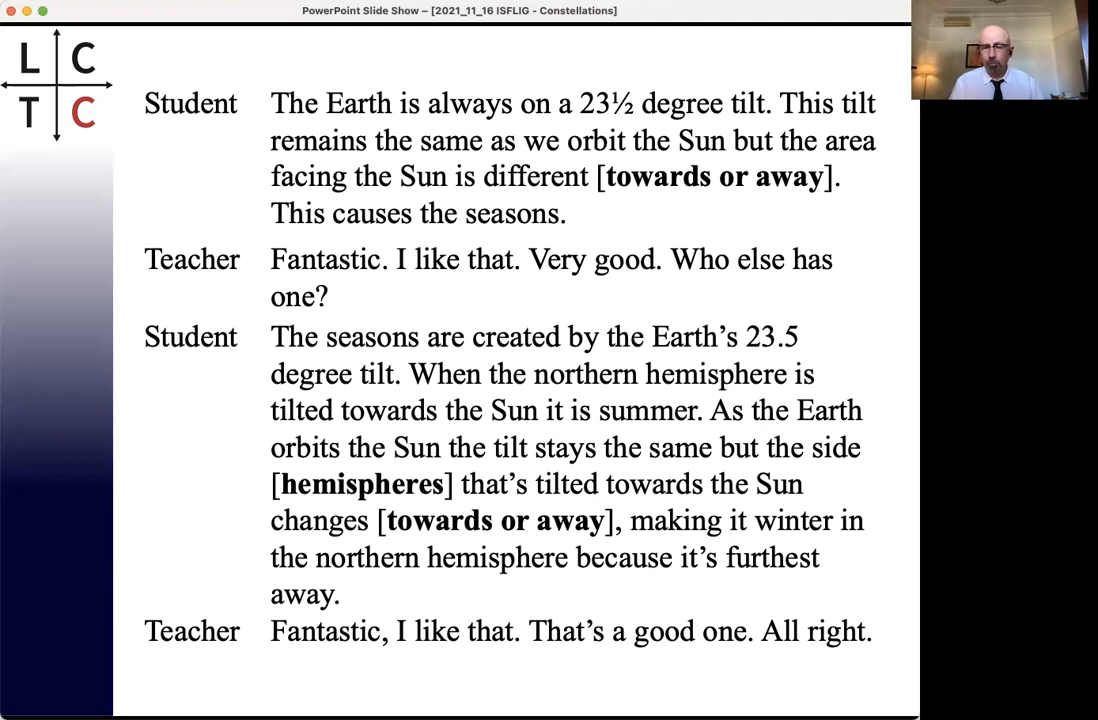 PowerPoint Slide Show – [2021_11_16 ISFLIG - Constellations]
L C
T C
Student The Earth is always on a 23½ degree tilt. This tilt
remains the same as we orbit the Sun but the area
facing the Sun is different [towards or away].
This causes the seasons.
Teacher Fantastic. I like that. Very good. Who else has
one?
Student The seasons are created by the Earth’s 23.5
degree tilt. When the northern hemisphere is
tilted towards the Sun it is summer. As the Earth
orbits the Sun the tilt stays the same but the side
[hemispheres] that’s tilted towards the Sun
changes [towards or away], making it winter in
the northern hemisphere because it’s furthest
away.
Teacher Fantastic, I like that. That’s a good one. All right.